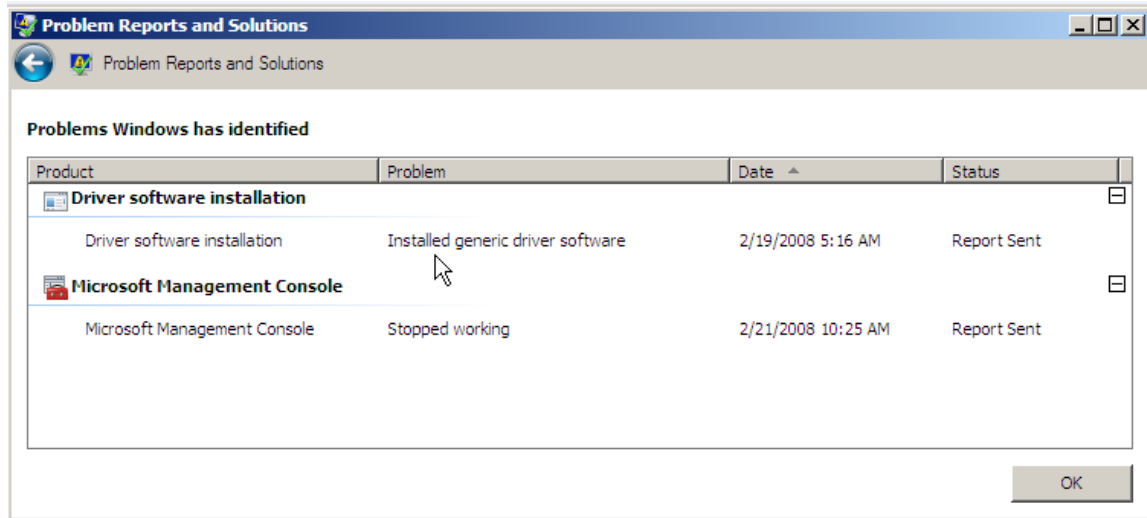 Problem Reports and Solutions
Problem Reports and Solutions
Problems Windows has identified
Product Problem Date Status
Driver software installation
Driver software installation Installed generic driver software 2/19/2008 5:16 AM Report Sent
Microsoft Management Console
Microsoft Management Console Stopped working 2/21/2008 10:25 AM Report Sent
OK